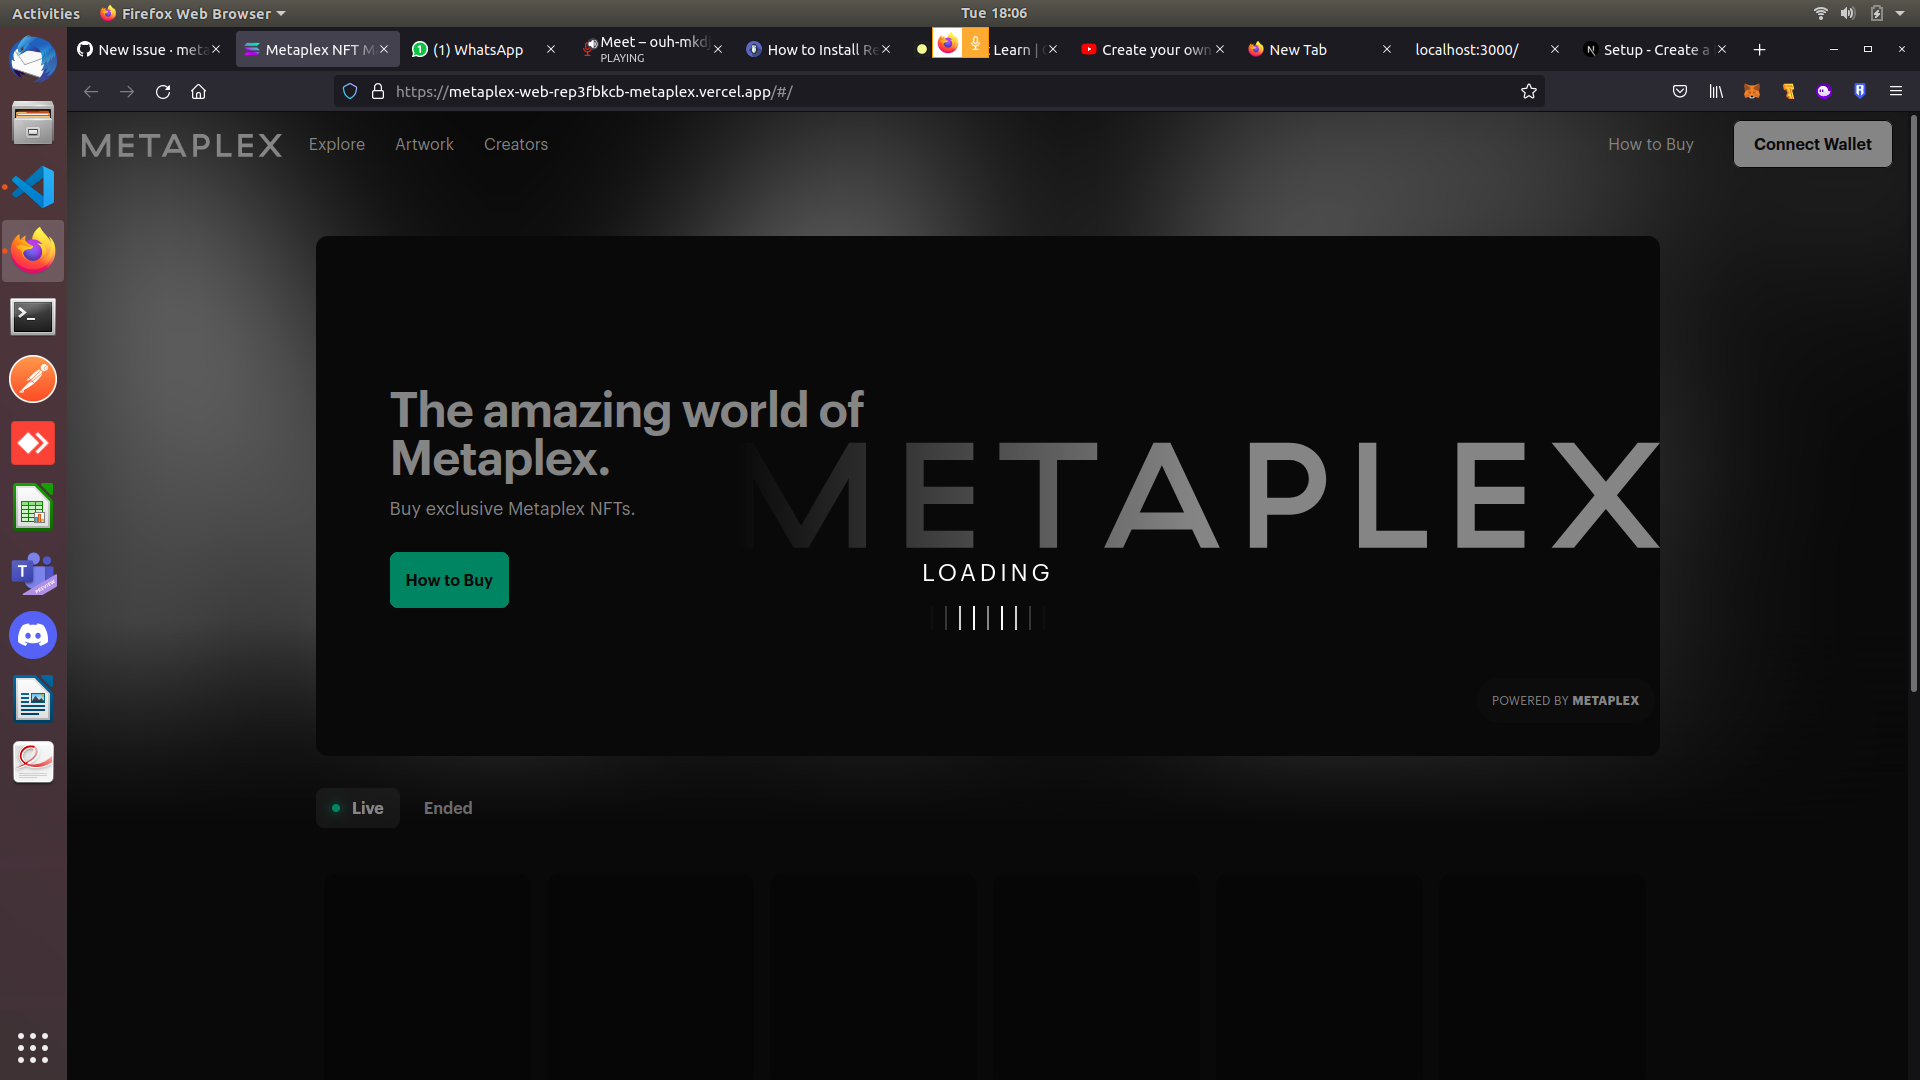 Activities
Firefox Web Browser
Tue 18:06
New Issue · meta
Metaplex NFT M
(1) WhatsApp
Meet – ouh-mkdj
PLAYING
How to Install Re
Learn | 
Create your own
New Tab
localhost:3000/
Setup - Create a
https://metaplex-web-rep3fbkcb-metaplex.vercel.app/#/
METAPLEX
Explore
Artwork
Creators
How to Buy
Connect Wallet
The amazing world of
Metaplex.
METAPLEX
Buy exclusive Metaplex NFTs.
LOADING
How to Buy
POWERED BY METAPLEX
Live
Ended